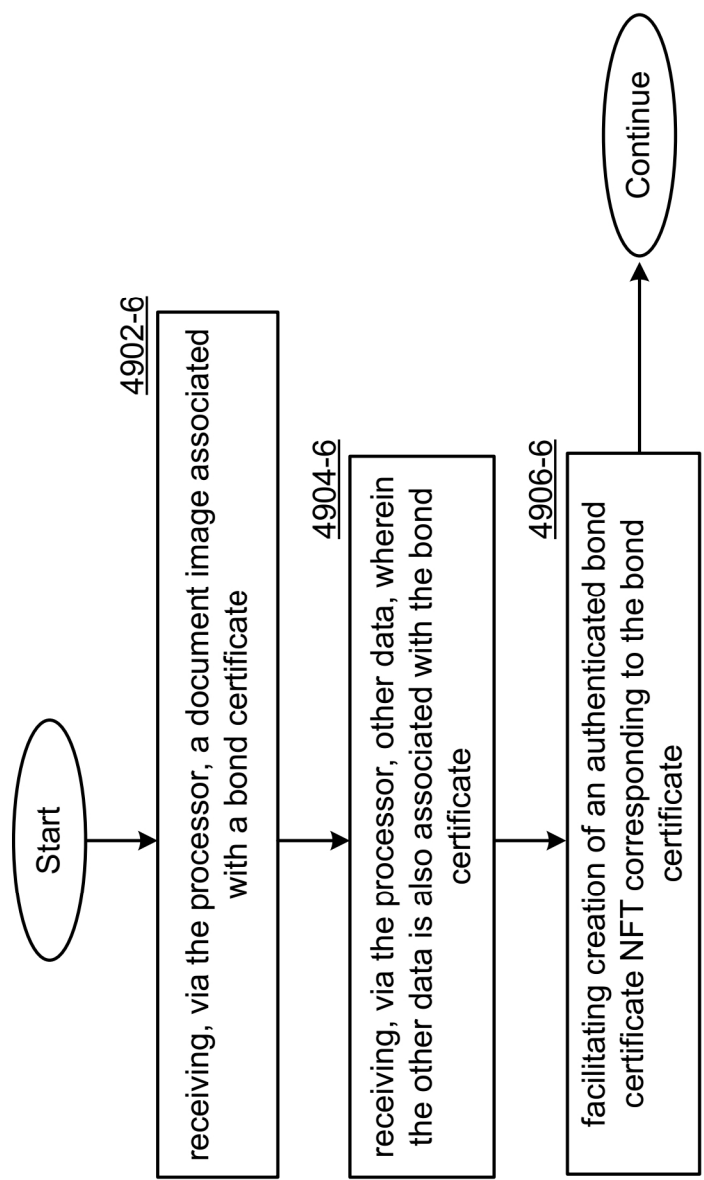 Start
4902-6
receiving, via the processor, a document image associated
with a bond certificate
4904-6
receiving, via the processor, other data, wherein
the other data is also associated with the bond
certificate
4906-6
facilitating creation of an authenticated bond
certificate NFT corresponding to the bond
certificate
Continue